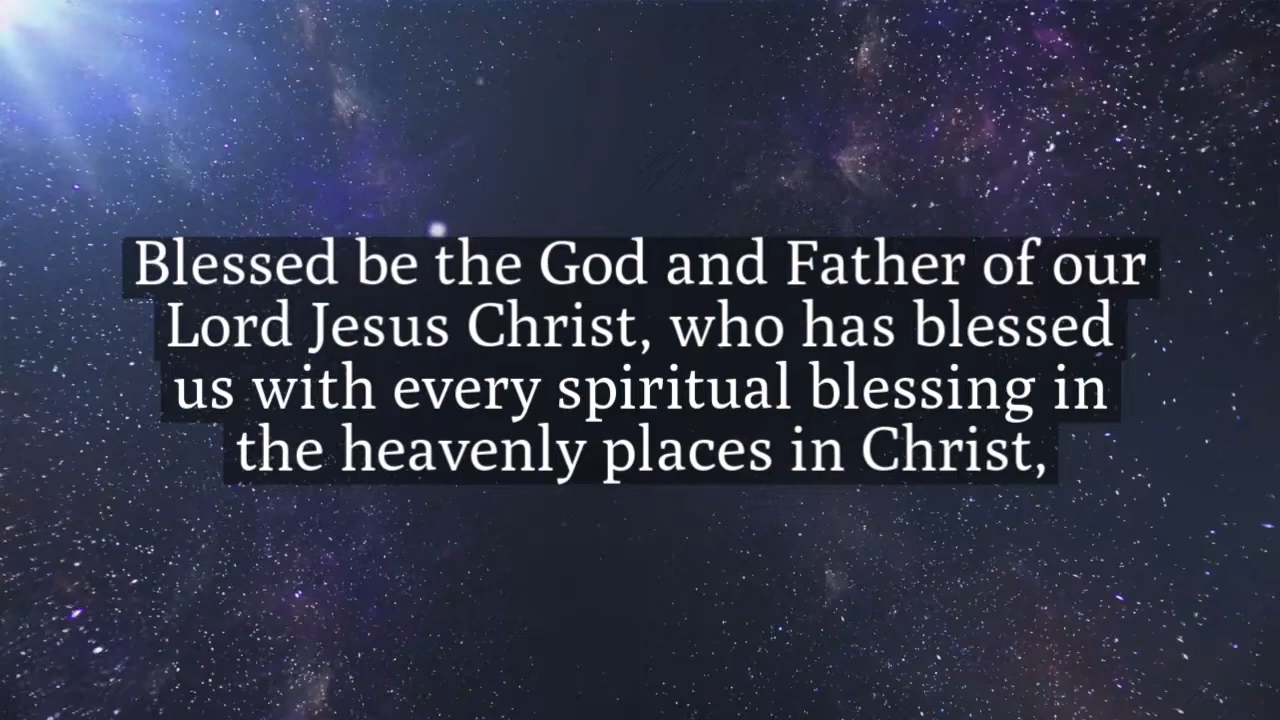 Blessed be the God and Father of our
Lord Jesus Christ, who has blessed
us with every spiritual blessing in
the heavenly places in Christ,